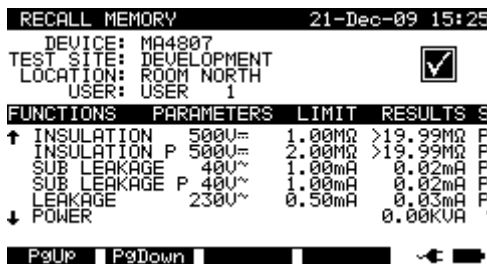 RECALL MEMORY 21-Dec-09 15:25
DEVICE: MA4807
TEST SITE: DEVELOPMENT
LOCATION: ROOM NORTH
USER: USER 1
FUNCTIONS PARAMETERS LIMIT RESULTS S
INSULATION 500V⎓ 1.00MΩ >19.99MΩ P
INSULATION P 500V⎓ 2.00MΩ >19.99MΩ P
SUB LEAKAGE 40V~ 1.00mA 0.02mA P
SUB LEAKAGE P 40V~ 1.00mA 0.02mA P
LEAKAGE 230V~ 0.50mA 0.03mA P
POWER 0.00KVA
PgUp PgDown